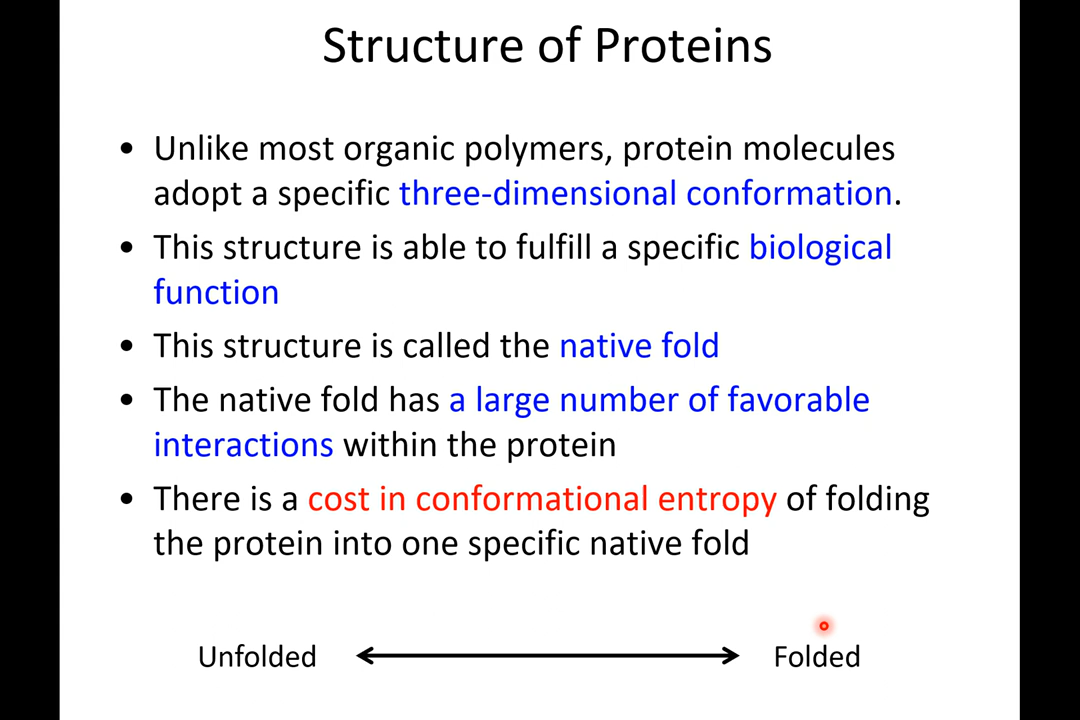 Structure of Proteins
• Unlike most organic polymers, protein molecules
adopt a specific three-dimensional conformation.
• This structure is able to fulfill a specific biological
function
• This structure is called the native fold
• The native fold has a large number of favorable
interactions within the protein
• There is a cost in conformational entropy of folding
the protein into one specific native fold
Unfolded Folded